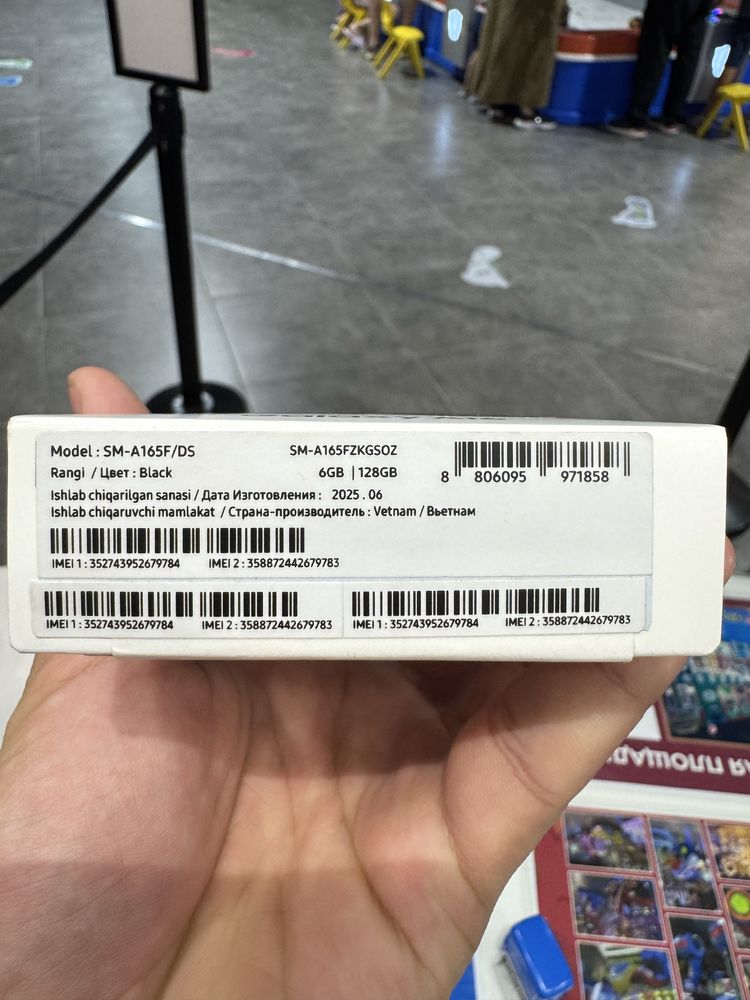 Model : SM-A165F/DS
SM-A165FZKGSOZ
Rangi / Цвет : Black
6GB | 128GB
8 806095 971858
Ishlab chiqarilgan sanasi / Дата Изготовления : 2025 . 06
Ishlab chiqaruvchi mamlakat / Страна-производитель : Vetnam / Вьетнам
IMEI 1 : 352743952679784 IMEI 2 : 358872442679783
IMEI 1 : 352743952679784 IMEI 2 : 358872442679783
IMEI 1 : 352743952679784 IMEI 2 : 358872442679783